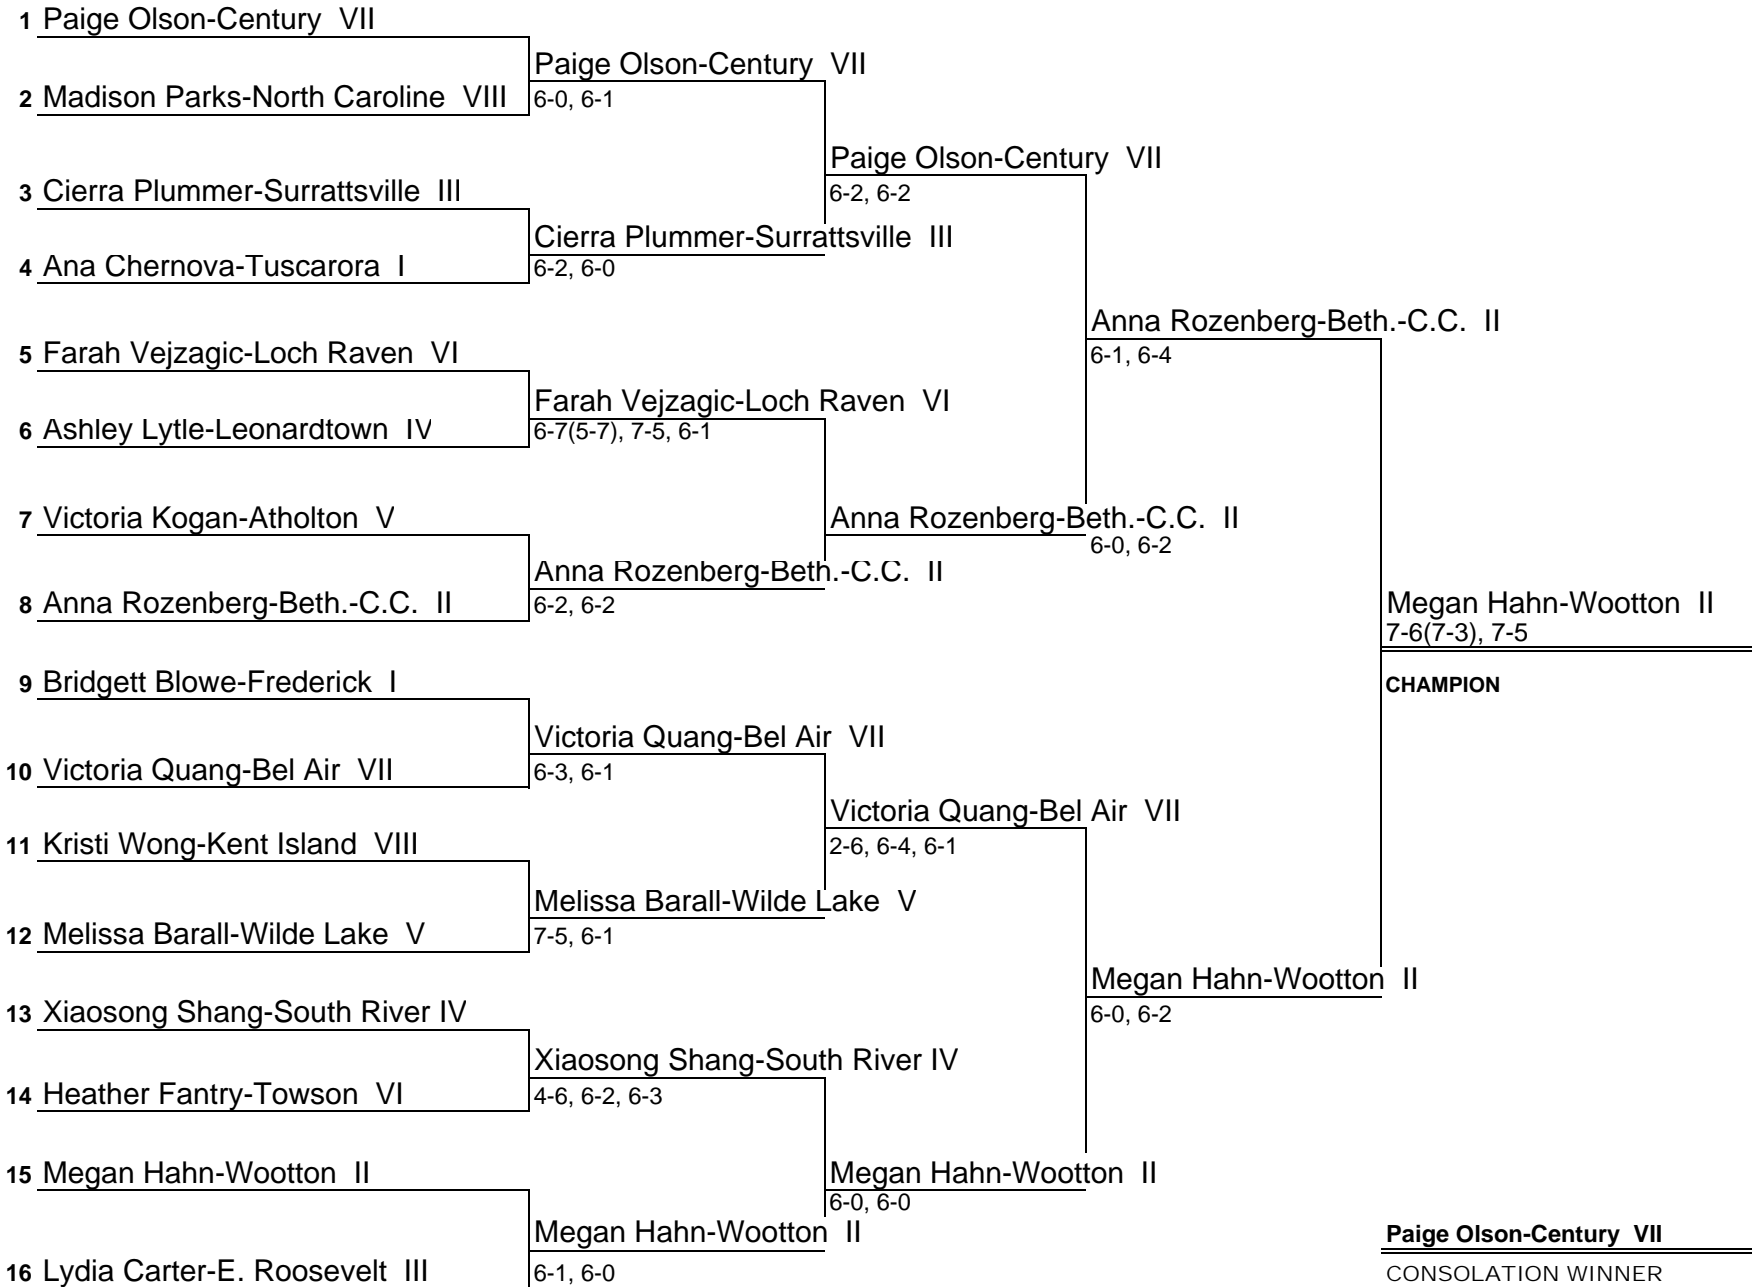 1 Paige Olson-Century VII
Paige Olson-Century VII
2 Madison Parks-North Caroline VIII
6-0, 6-1
Paige Olson-Century VII
3 Cierra Plummer-Surrattsville III
6-2, 6-2
Cierra Plummer-Surrattsville III
4 Ana Chernova-Tuscarora I
6-2, 6-0
Anna Rozenberg-Beth.-C.C. II
5 Farah Vejzagic-Loch Raven VI
6-1, 6-4
Farah Vejzagic-Loch Raven VI
6 Ashley Lytle-Leonardtown IV
6-7(5-7), 7-5, 6-1
7 Victoria Kogan-Atholton V
Anna Rozenberg-Beth.-C.C. II
6-0, 6-2
Anna Rozenberg-Beth.-C.C. II
8 Anna Rozenberg-Beth.-C.C. II
6-2, 6-2
Megan Hahn-Wootton II
7-6(7-3), 7-5
9 Bridgett Blowe-Frederick I
CHAMPION
Victoria Quang-Bel Air VII
10 Victoria Quang-Bel Air VII
6-3, 6-1
Victoria Quang-Bel Air VII
11 Kristi Wong-Kent Island VIII
2-6, 6-4, 6-1
Melissa Barall-Wilde Lake V
12 Melissa Barall-Wilde Lake V
7-5, 6-1
Megan Hahn-Wootton II
13 Xiaosong Shang-South River IV
6-0, 6-2
Xiaosong Shang-South River IV
14 Heather Fantry-Towson VI
4-6, 6-2, 6-3
15 Megan Hahn-Wootton II
Megan Hahn-Wootton II
6-0, 6-0
Megan Hahn-Wootton II
Paige Olson-Century VII
16 Lydia Carter-E. Roosevelt III
6-1, 6-0
CONSOLATION WINNER